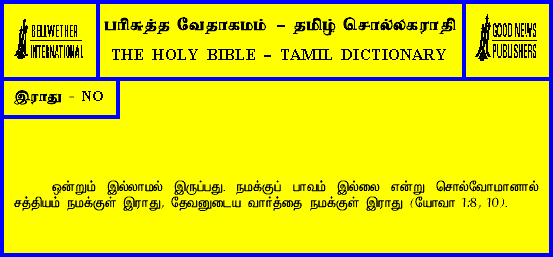 BELLWETHER
INTERNATIONAL
பரிசுத்த வேதாகமம் – தமிழ் சொல்லகராதி
THE HOLY BIBLE – TAMIL DICTIONARY
GOOD NEWS
PUBLISHERS
இராது - NO
ஒன்றும் இல்லாமல் இருப்பது. நமக்குப் பாவம் இல்லை என்று சொல்வோமானால்
சத்தியம் நமக்குள் இராது, தேவனுடைய வார்த்தை நமக்குள் இராது (யோவா 1:8, 10).